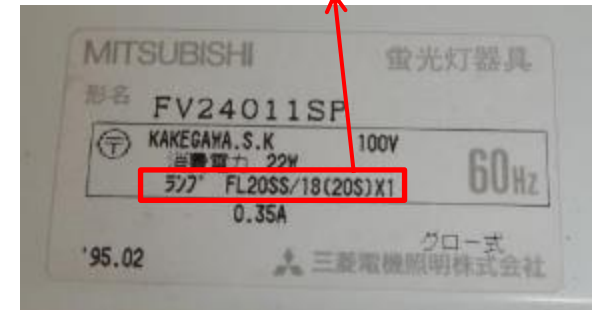 MITSUBISHI 蛍光灯器具
形名 FV24011SP
〒 KAKEGAWA.S.K 100V
消費電力 22W 60Hz
ランプ FL20SS/18(20S)X1
0.35A
グロー式
'95.02 三菱電機照明株式会社